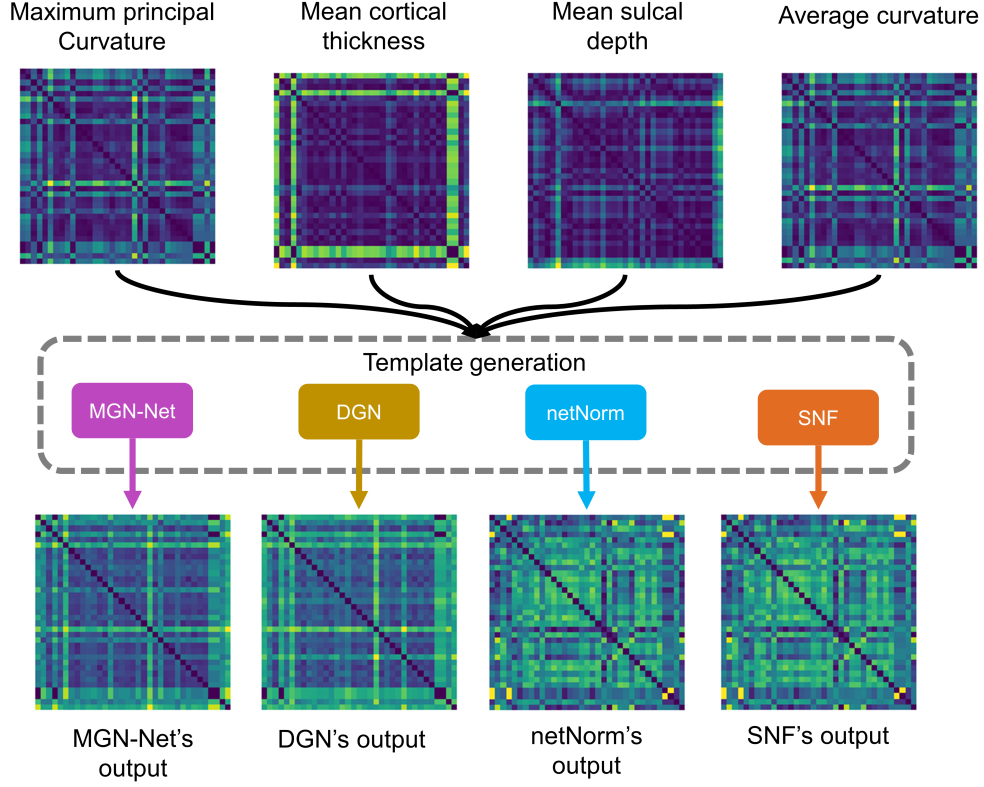 Maximum principal
Curvature
Mean cortical
thickness
Mean sulcal
depth
Average curvature
Template generation
MGN-Net
DGN
netNorm
SNF
MGN-Net's
output
DGN's output
netNorm's
output
SNF's output